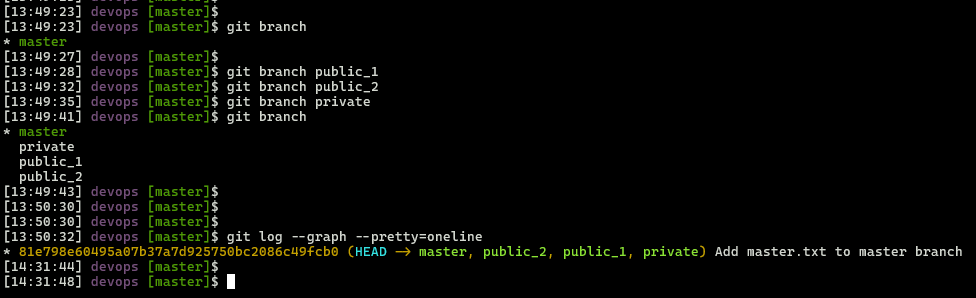 [13:49:23] devops [master]$
[13:49:23] devops [master]$ git branch
* master
[13:49:27] devops [master]$
[13:49:28] devops [master]$ git branch public_1
[13:49:32] devops [master]$ git branch public_2
[13:49:35] devops [master]$ git branch private
[13:49:41] devops [master]$ git branch
* master
  private
  public_1
  public_2
[13:49:43] devops [master]$
[13:50:30] devops [master]$
[13:50:30] devops [master]$
[13:50:32] devops [master]$ git log --graph --pretty=oneline
* 81e798e60495a07b37a7d925750bc2086c49fcb0 (HEAD -> master, public_2, public_1, private) Add master.txt to master branch
[14:31:44] devops [master]$
[14:31:48] devops [master]$